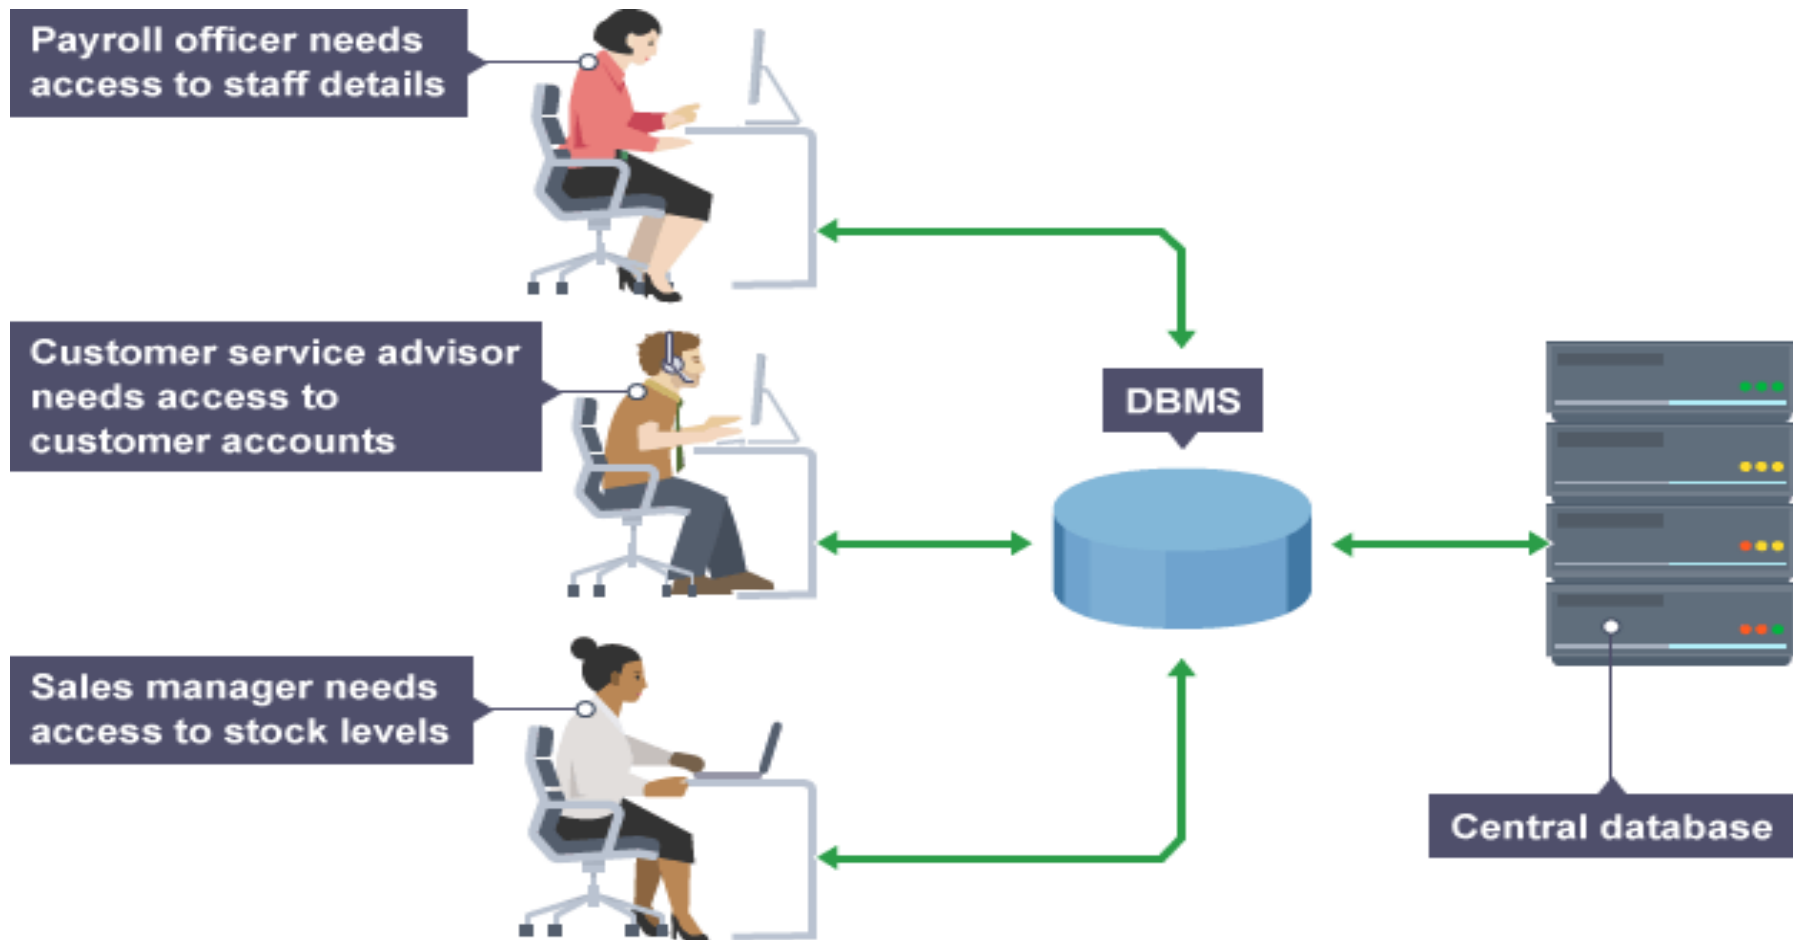 Payroll officer needs
access to staff details
Customer service advisor
needs access to
customer accounts
DBMS
Sales manager needs
access to stock levels
Central database